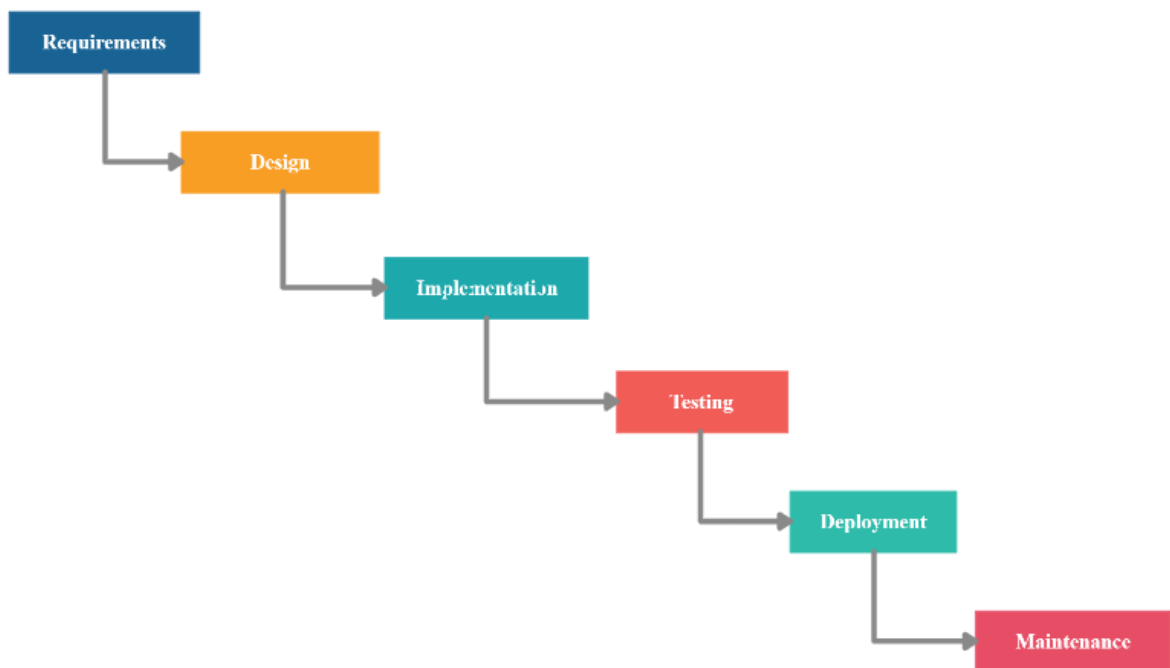 Requirements
Design
Implementation
Testing
Deployment
Maintenance